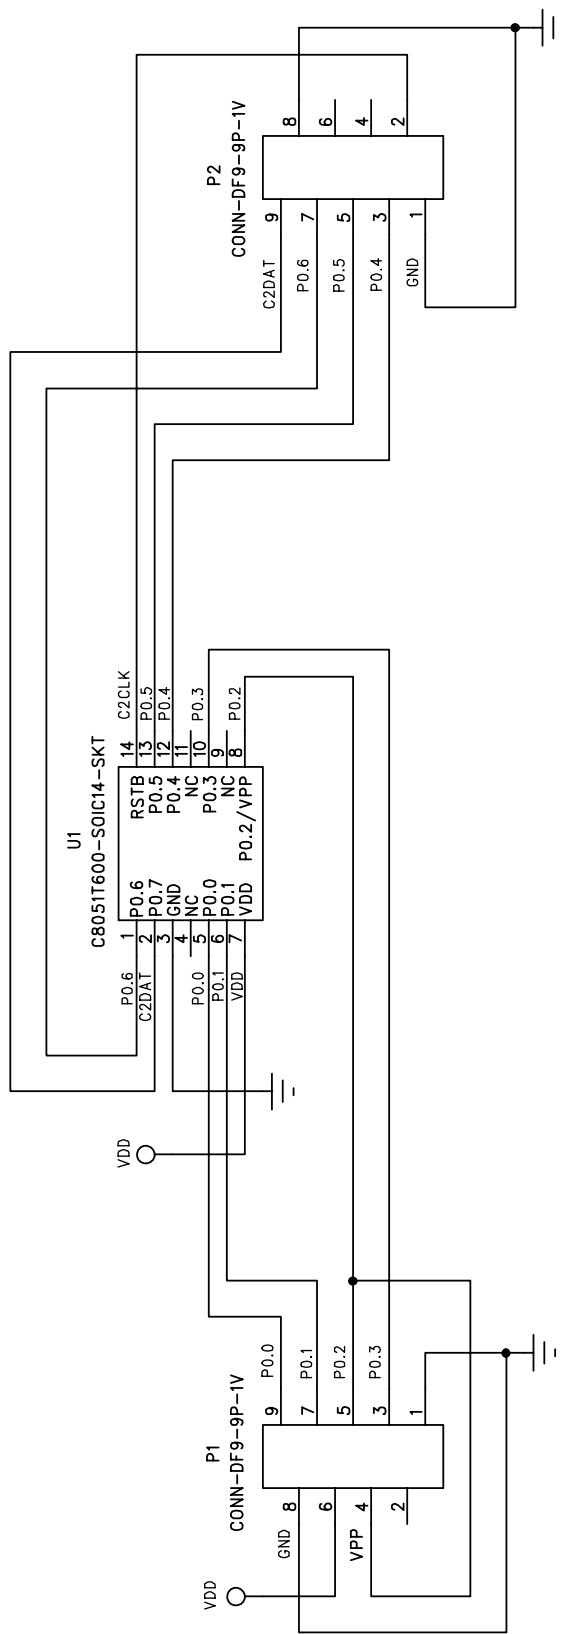 8
6
4
2
P2
CONN-DF9-9P-1V
9
7
5
3
1
C2DAT
P0.6
P0.5
P0.4
GND
C2CLK
P0.5
P0.4
P0.3
P0.2
14
13
12
11
10
9
8
U1
C8051T600-SOIC14-SKT
RSTB
P0.5
P0.4
NC
P0.3
NC
P0.2/VPP
P0.6
P0.7
GND
NC
P0.0
P0.1
VDD
1
2
3
4
5
6
7
P0.6
C2DAT
P0.0
P0.1
VDD
VDD
P0.0
P0.1
P0.2
P0.3
9
7
5
3
1
P1
CONN-DF9-9P-1V
8
6
4
2
GND
VPP
VDD